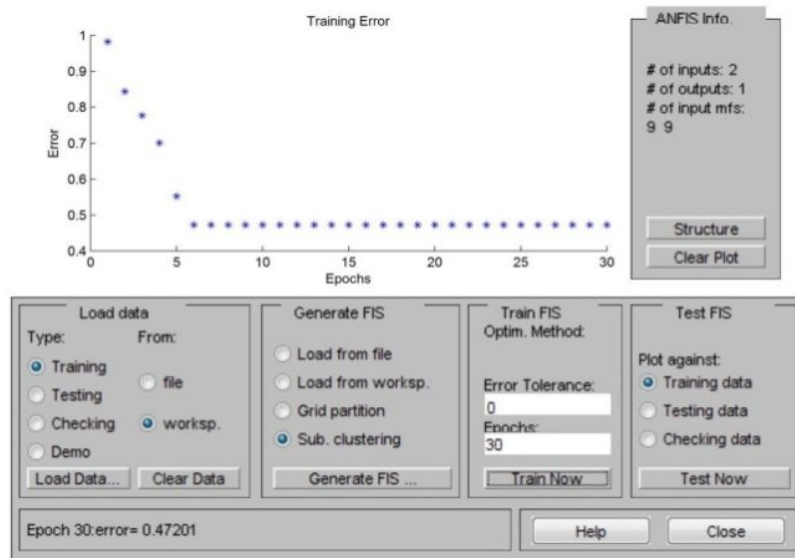 Training Error
1
0.9
0.8
0.7
0.6
0.5
0.4
Error
0
5
10
15
20
25
30
Epochs
ANFIS Info.
# of inputs: 2
# of outputs: 1
# of input mfs:
9 9
Structure
Clear Plot
Load data
Type:
From:
Training
Testing
Checking
Demo
file
worksp.
Load Data...
Clear Data
Generate FIS
Load from file
Load from worksp.
Grid partition
Sub. clustering
Generate FIS ...
Train FIS
Optim. Method:
Error Tolerance:
0
Epochs:
30
Train Now
Test FIS
Plot against:
Training data
Testing data
Checking data
Test Now
Epoch 30:error= 0.47201
Help
Close